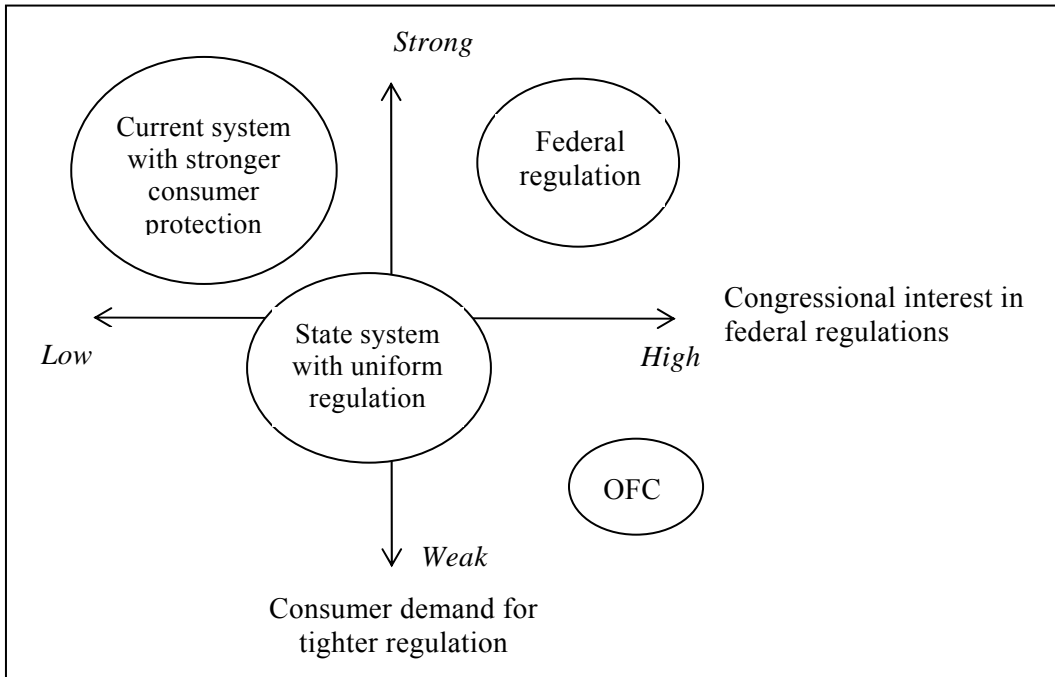 Strong
Current system
with stronger
consumer
protection
Federal
regulation
Congressional interest in
federal regulations
Low
High
State system
with uniform
regulation
OFC
Weak
Consumer demand for
tighter regulation